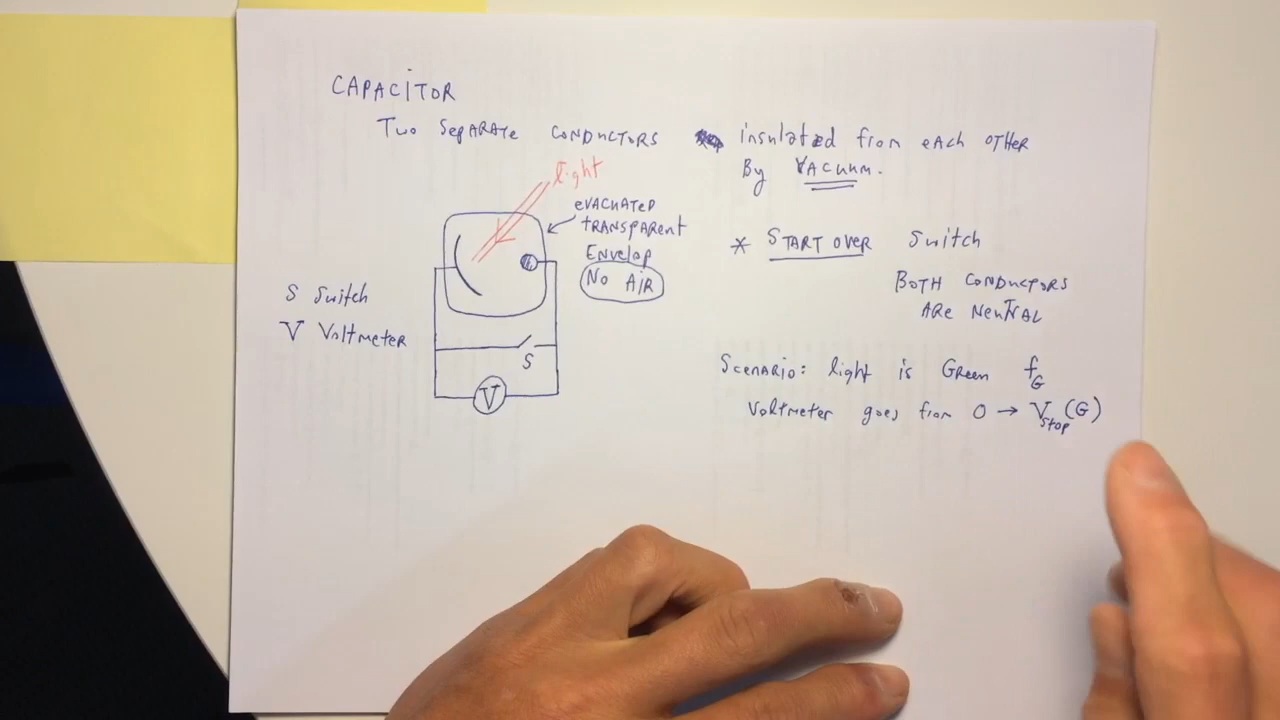 CAPACITOR
Two Separate Conductors insulated from each other
By Vacuum.
light
evacuated
transparent
Envelop
No Air
* START OVER Switch
Both conductors
are neutral
S Switch
V Voltmeter
S
V
Scenario: light is Green fG
Voltmeter goes from 0 → Vstop(G)